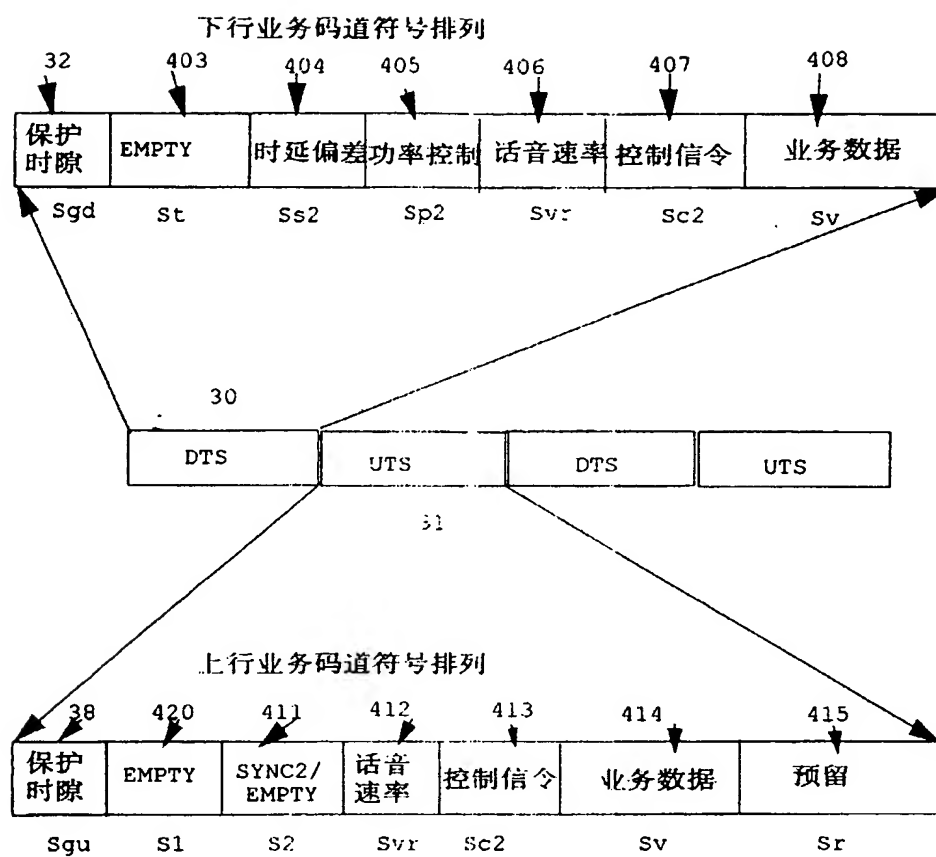 下行业务码道符号排列
32 403 404 405 406 407 408
保护时隙 EMPTY 时延偏差 功率控制 话音速率 控制信令 业务数据
Sgd St Ss2 Sp2 Svr Sc2 Sv
30
DTS UTS DTS UTS
31
上行业务码道符号排列
38 420 411 412 413 414 415
保护时隙 EMPTY SYNC2/EMPTY 话音速率 控制信令 业务数据 预留
Sgu S1 S2 Svr Sc2 Sv Sr